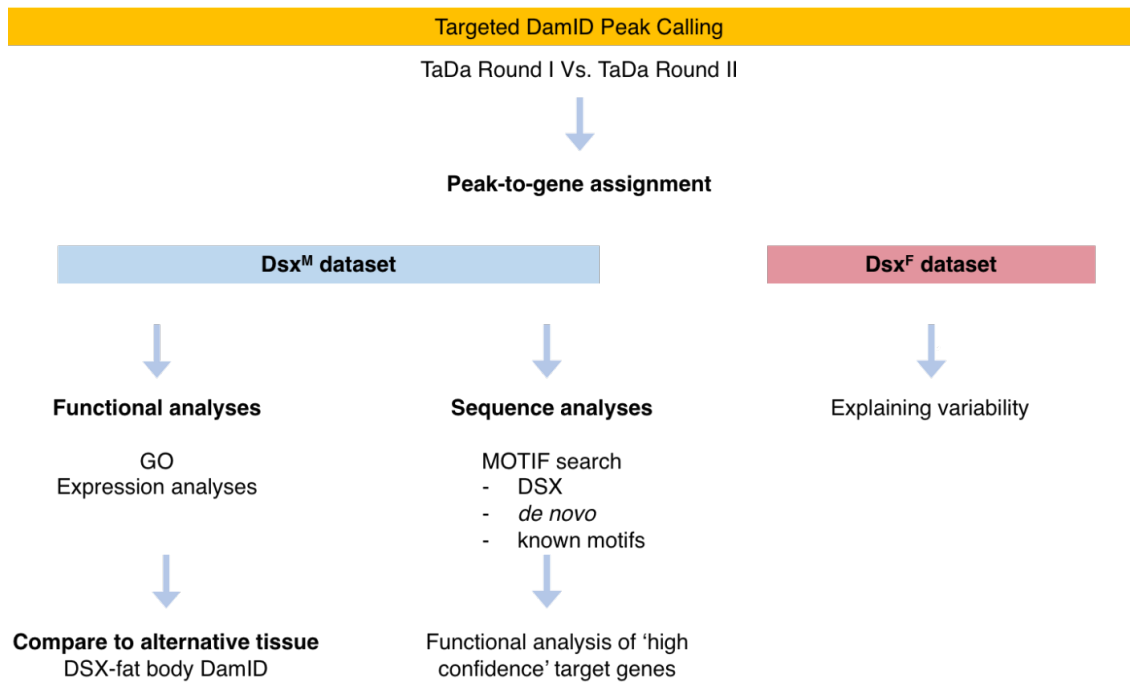 Targeted DamID Peak Calling
TaDa Round I Vs. TaDa Round II
Peak-to-gene assignment
Dsxᴹ dataset
Dsxᶠ dataset
Functional analyses
GO
Expression analyses
Compare to alternative tissue
DSX-fat body DamID
Sequence analyses
MOTIF search
- DSX
- de novo
- known motifs
Functional analysis of ‘high
confidence’ target genes
Explaining variability